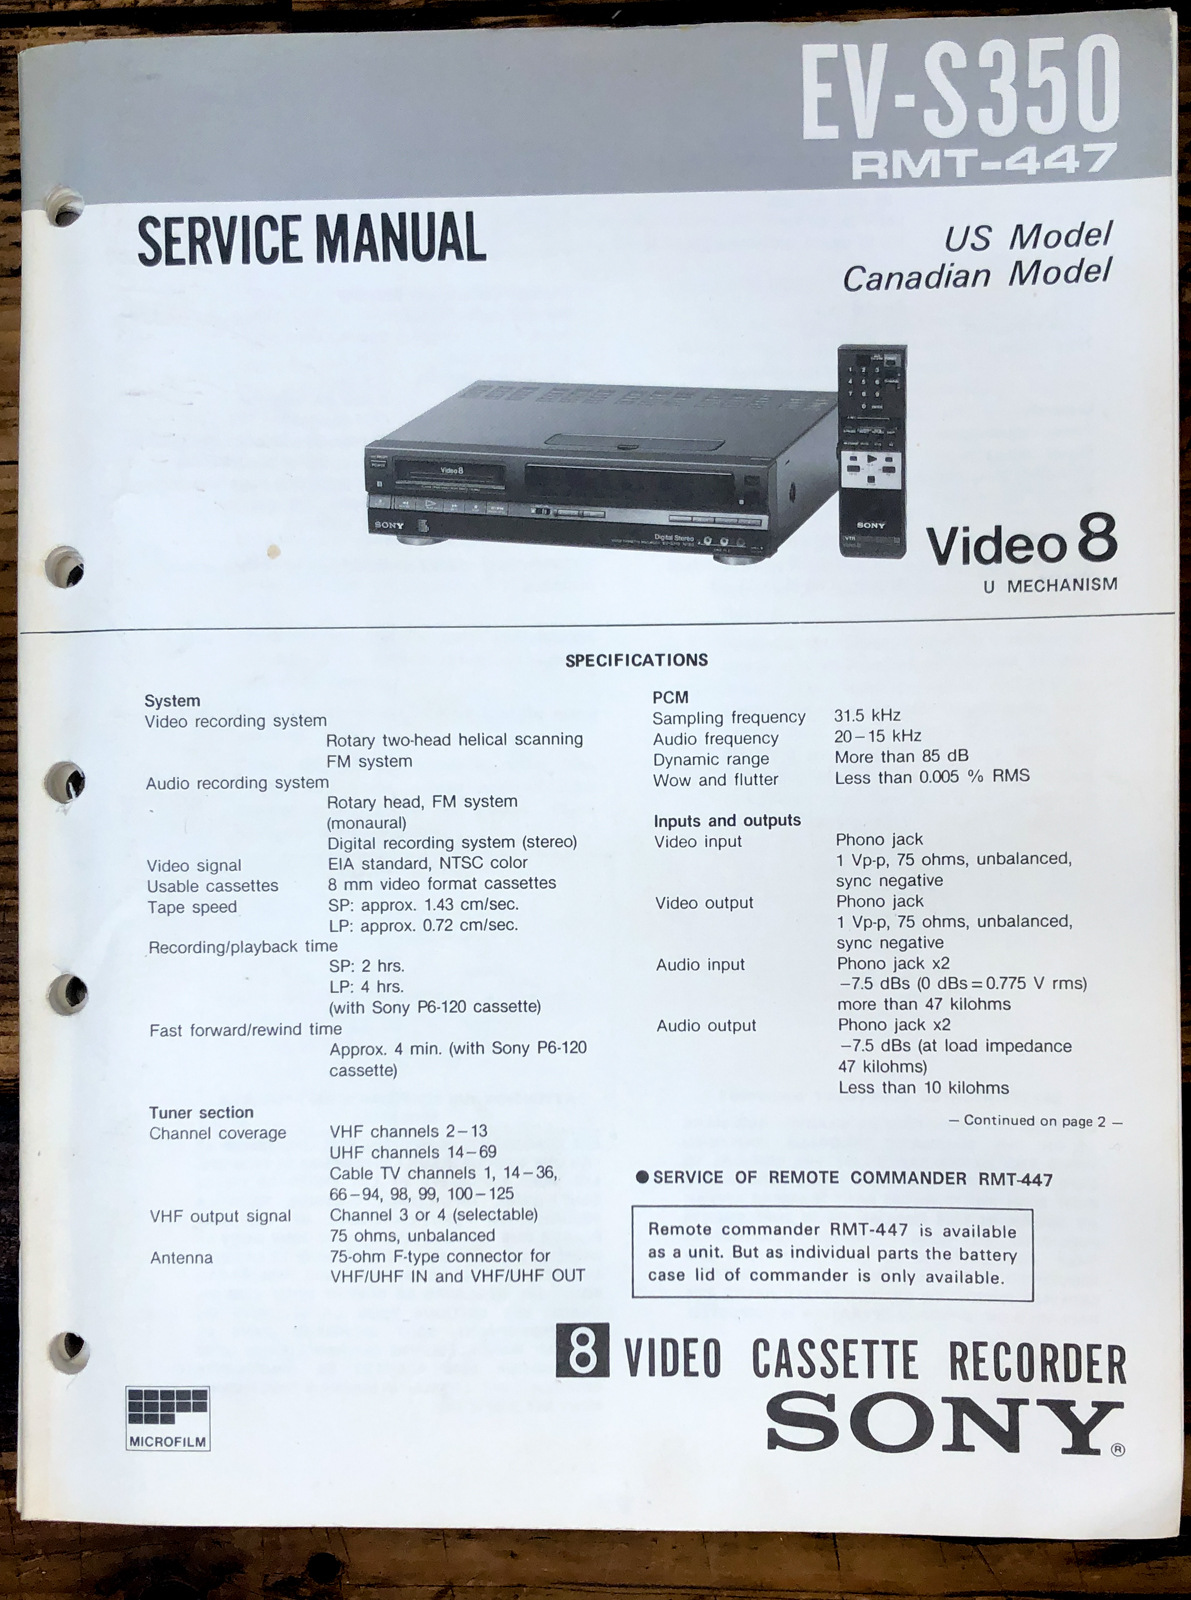 EV-S350
RMT-447
SERVICE MANUAL
US Model
Canadian Model
Video 8
SONY
Digital Stereo
SONY
VTR
Video 8
U MECHANISM
SPECIFICATIONS
System
Video recording system
Rotary two-head helical scanning
FM system
Audio recording system
Rotary head, FM system
(monaural)
Digital recording system (stereo)
Video signal EIA standard, NTSC color
Usable cassettes 8 mm video format cassettes
Tape speed SP: approx. 1.43 cm/sec.
LP: approx. 0.72 cm/sec.
Recording/playback time
SP: 2 hrs.
LP: 4 hrs.
(with Sony P6-120 cassette)
Fast forward/rewind time
Approx. 4 min. (with Sony P6-120
cassette)
Tuner section
Channel coverage VHF channels 2–13
UHF channels 14–69
Cable TV channels 1, 14–36,
66–94, 98, 99, 100–125
VHF output signal Channel 3 or 4 (selectable)
75 ohms, unbalanced
Antenna 75-ohm F-type connector for
VHF/UHF IN and VHF/UHF OUT
PCM
Sampling frequency 31.5 kHz
Audio frequency 20–15 kHz
Dynamic range More than 85 dB
Wow and flutter Less than 0.005 % RMS
Inputs and outputs
Video input Phono jack
1 Vp-p, 75 ohms, unbalanced,
sync negative
Video output Phono jack
1 Vp-p, 75 ohms, unbalanced,
sync negative
Audio input Phono jack x2
−7.5 dBs (0 dBs=0.775 V rms)
more than 47 kilohms
Audio output Phono jack x2
−7.5 dBs (at load impedance
47 kilohms)
Less than 10 kilohms
— Continued on page 2 —
●SERVICE OF REMOTE COMMANDER RMT-447
Remote commander RMT-447 is available
as a unit. But as individual parts the battery
case lid of commander is only available.
8 VIDEO CASSETTE RECORDER
SONY®
MICROFILM